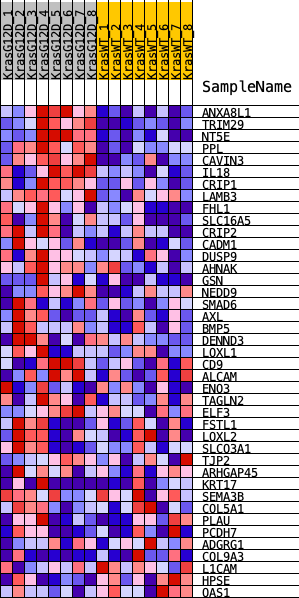 KrasG12D_1
KrasG12D_2
KrasG12D_3
KrasG12D_4
KrasG12D_5
KrasG12D_6
KrasG12D_7
KrasG12D_8
KrasWT_1
KrasWT_2
KrasWT_3
KrasWT_4
KrasWT_5
KrasWT_6
KrasWT_7
KrasWT_8
SampleName
ANXA8L1
TRIM29
NT5E
PPL
CAVIN3
IL18
CRIP1
LAMB3
FHL1
SLC16A5
CRIP2
CADM1
DUSP9
AHNAK
GSN
NEDD9
SMAD6
AXL
BMP5
DENND3
LOXL1
CD9
ALCAM
ENO3
TAGLN2
ELF3
FSTL1
LOXL2
SLCO3A1
TJP2
ARHGAP45
KRT17
SEMA3B
COL5A1
PLAU
PCDH7
ADGRG1
COL9A3
L1CAM
HPSE
OAS1